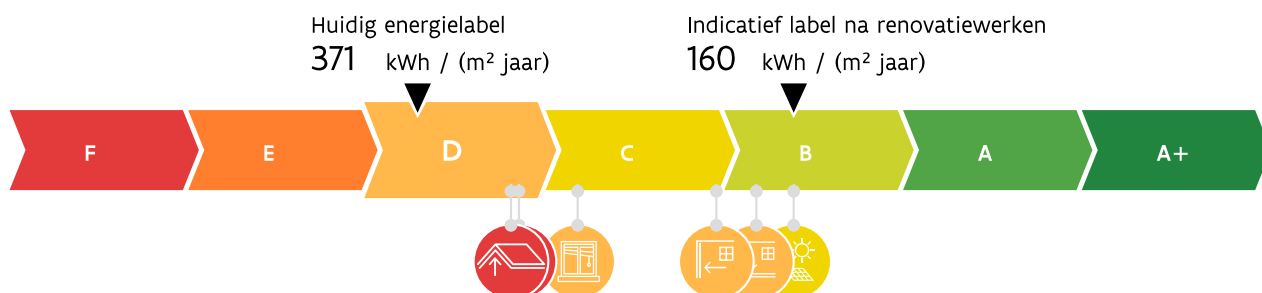 Huidig energielabel
371 kWh / (m² jaar)
Indicatief label na renovatiewerken
160 kWh / (m² jaar)
F E D C B A A+